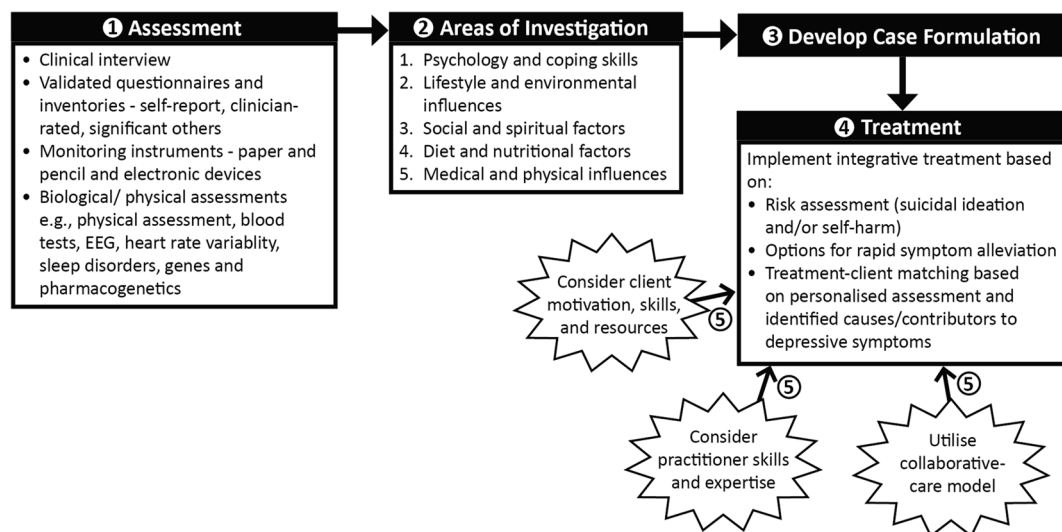 ❶ Assessment
• Clinical interview
• Validated questionnaires and
inventories - self-report, clinician-
rated, significant others
• Monitoring instruments - paper and
pencil and electronic devices
• Biological/ physical assessments
e.g., physical assessment, blood
tests, EEG, heart rate variablity,
sleep disorders, genes and
pharmacogenetics
❷ Areas of Investigation
1. Psychology and coping skills
2. Lifestyle and environmental
influences
3. Social and spiritual factors
4. Diet and nutritional factors
5. Medical and physical influences
❸ Develop Case Formulation
❹ Treatment
Implement integrative treatment based
on:
• Risk assessment (suicidal ideation
and/or self-harm)
• Options for rapid symptom alleviation
• Treatment-client matching based
on personalised assessment and
identified causes/contributors to
depressive symptoms
Consider client
motivation, skills,
and resources
⑤
Consider
practitioner skills
and expertise
⑤
Utilise
collaborative-
care model
⑤